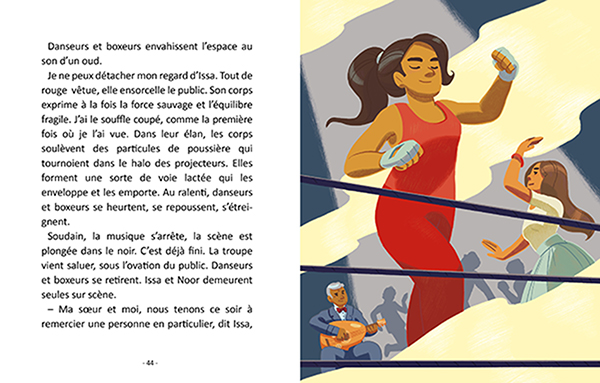 Danseurs et boxeurs envahissent l’espace au
son d’un oud.
Je ne peux détacher mon regard d’Issa. Tout de
rouge vêtue, elle ensorcelle le public. Son corps
exprime à la fois la force sauvage et l’équilibre
fragile. J’ai le souffle coupé, comme la première
fois où je l’ai vue. Dans leur élan, les corps
soulèvent des particules de poussière qui
tournoient dans le halo des projecteurs. Elles
forment une sorte de voie lactée qui les
enveloppe et les emporte. Au ralenti, danseurs
et boxeurs se heurtent, se repoussent, s’étrei-
gnent.
Soudain, la musique s’arrête, la scène est
plongée dans le noir. C’est déjà fini. La troupe
vient saluer, sous l’ovation du public. Danseurs
et boxeurs se retirent. Issa et Noor demeurent
seules sur scène.
– Ma sœur et moi, nous tenons ce soir à
remercier une personne en particulier, dit Issa,
- 44 -